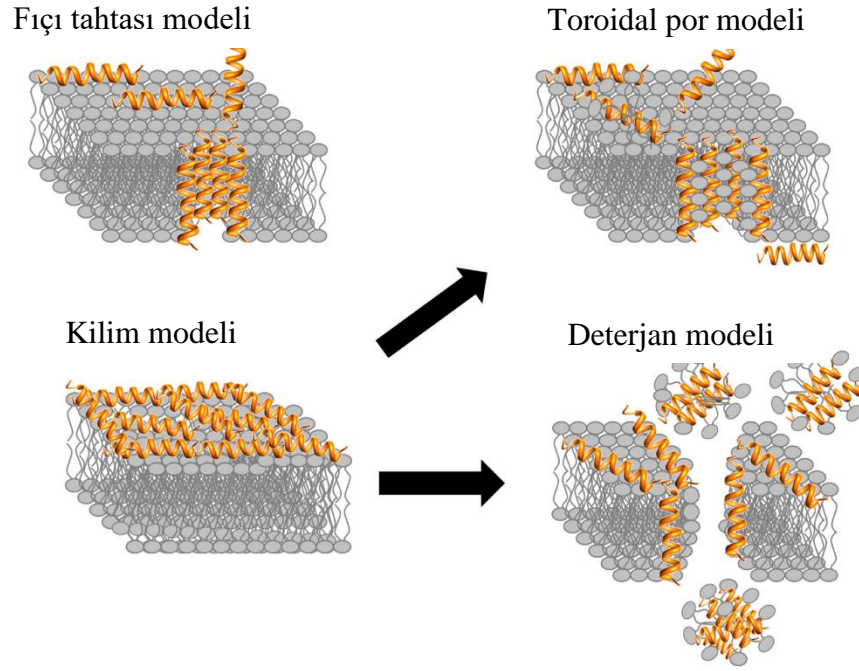 Fıçı tahtası modeli
Toroidal por modeli
Kilim modeli
Deterjan modeli